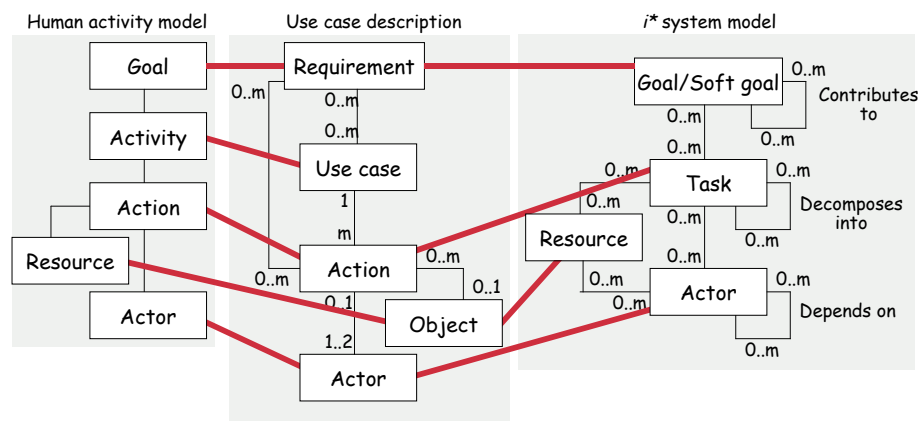 Human activity model
Use case description
i* system model
Goal
Requirement
Goal/Soft goal
0..m
0..m
0..m
Contributes
to
0..m
0..m
0..m
0..m
Activity
Use case
Task
0..m
0..m
0..m
Decomposes
into
0..m
0..m
1
m
Action
Resource
Action
0..m
0..m
0..1
Resource
0..m
0..m
0..m
Actor
0..m
Depends on
0..m
Actor
0..1
Object
1..2
Actor